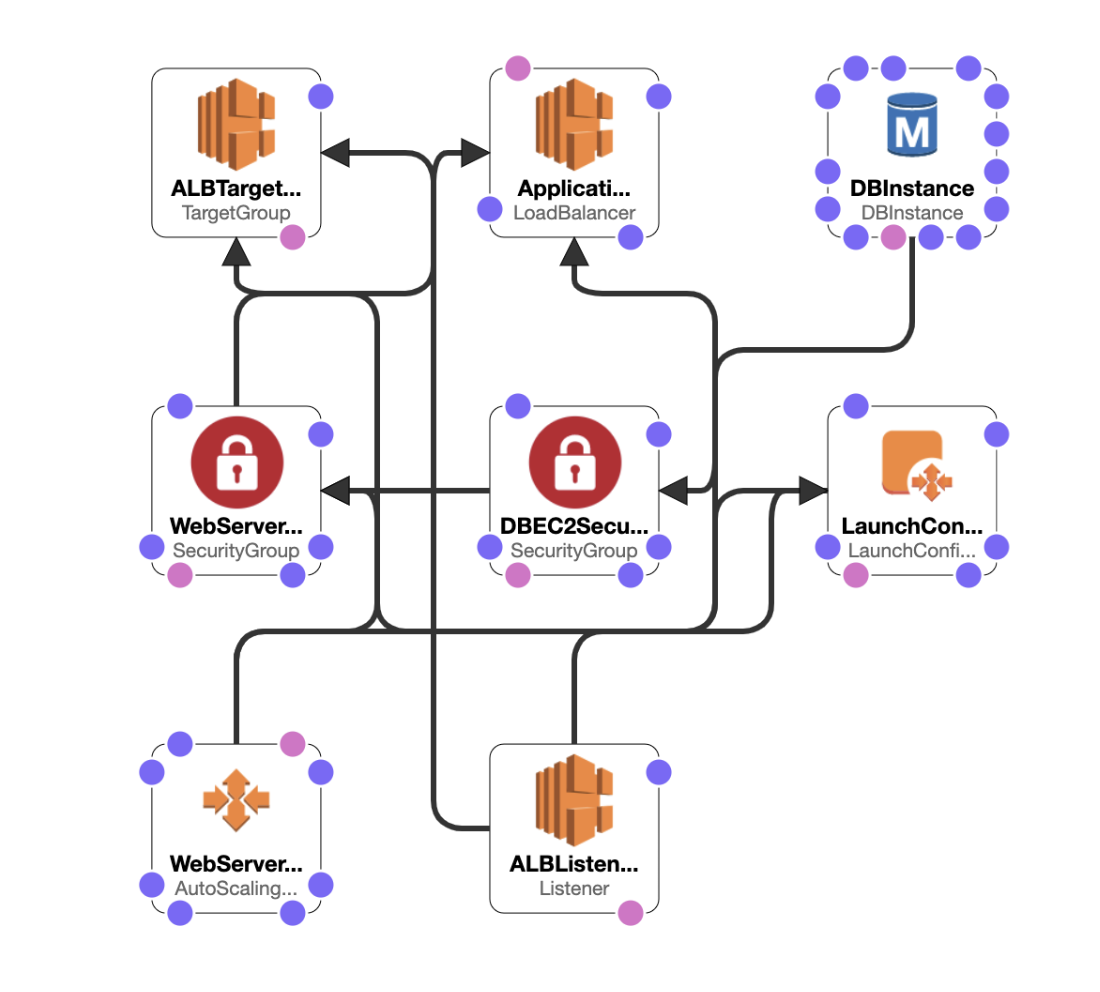 ALBTarget...
TargetGroup
Applicati...
LoadBalancer
M
DBInstance
DBInstance
WebServer...
SecurityGroup
DBEC2Secu...
SecurityGroup
LaunchCon...
LaunchConfi...
WebServer...
AutoScaling...
ALBListen...
Listener